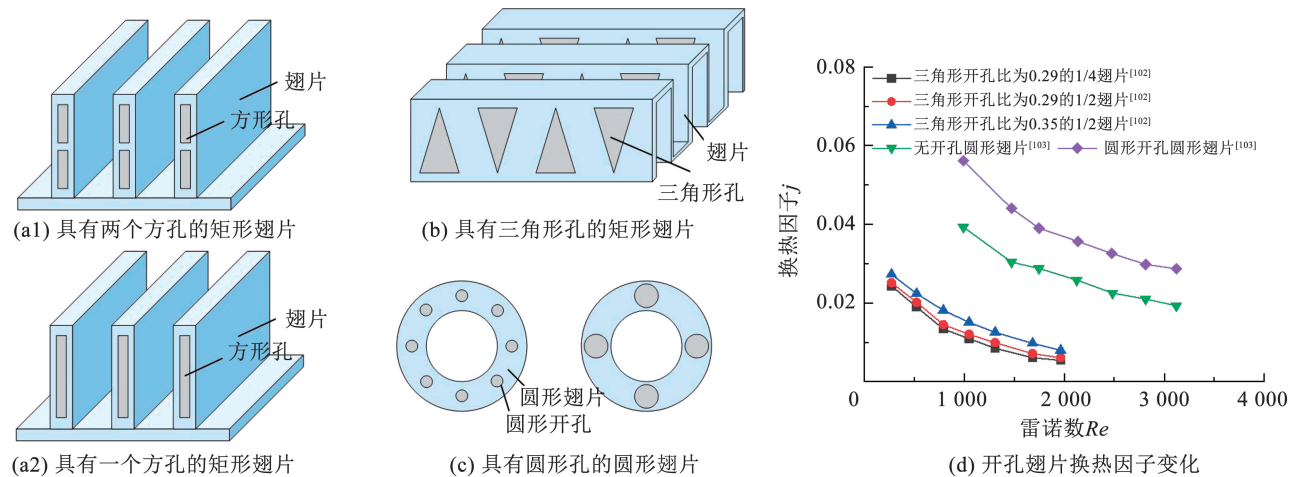 翅片
方形孔
(a1) 具有两个方孔的矩形翅片
翅片
方形孔
(a2) 具有一个方孔的矩形翅片
翅片
三角形孔
(b) 具有三角形孔的矩形翅片
圆形翅片
圆形开孔
(c) 具有圆形孔的圆形翅片
换热因子j
0.08
0.06
0.04
0.02
三角形开孔比为0.29的1/4翅片[102]
三角形开孔比为0.29的1/2翅片[102]
三角形开孔比为0.35的1/2翅片[102]
无开孔圆形翅片[103] 圆形开孔圆形翅片[103]
0 1 000 2 000 3 000 4 000
雷诺数Re
(d) 开孔翅片换热因子变化